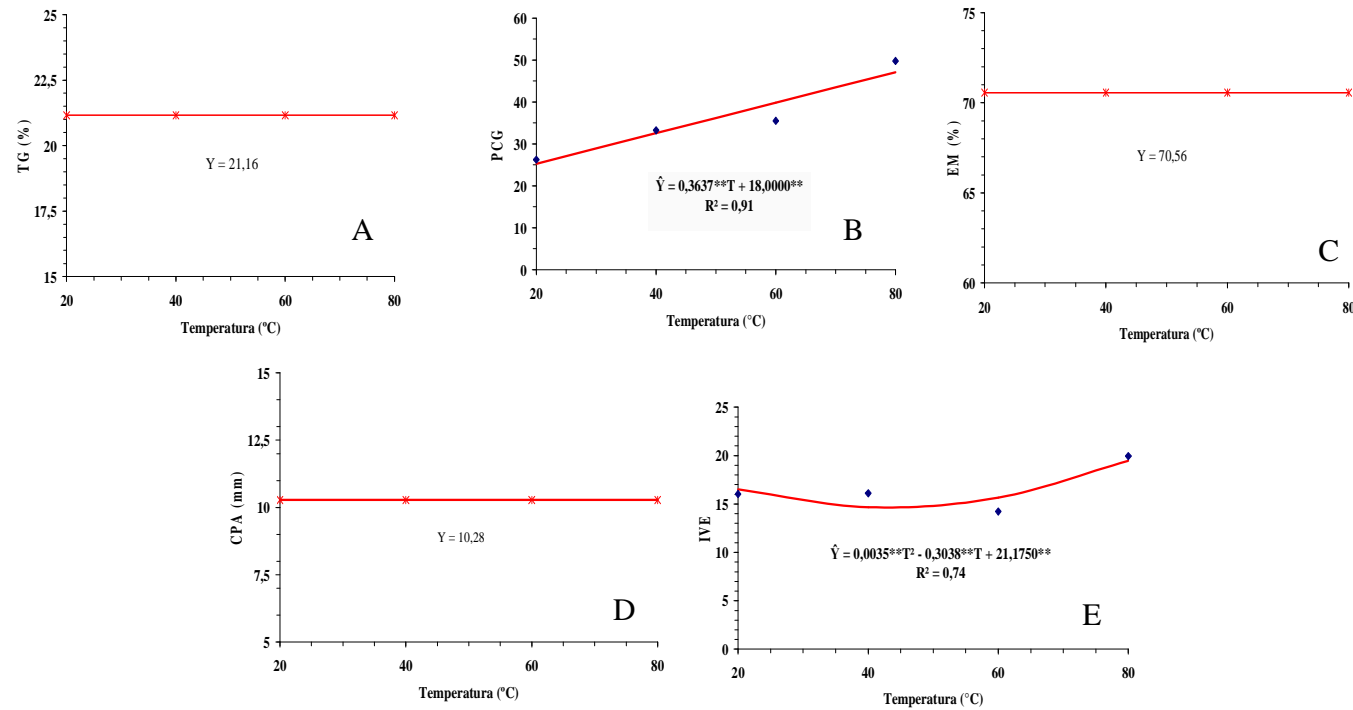 25
22,5
20
17,5
15
TG (%)
Y = 21,16
A
20 40 60 80
Temperatura (ºC)
60
50
40
30
20
10
0
PCG
Ŷ = 0,3637**T + 18,0000**
R² = 0,91
B
20 40 60 80
Temperatura (°C)
75
70
65
60
EM (%)
Y = 70,56
C
20 40 60 80
Temperatura (ºC)
15
12,5
10
7,5
5
CPA (mm)
Y = 10,28
D
20 40 60 80
Temperatura (ºC)
25
20
15
10
5
0
IVE
Ŷ = 0,0035**T² - 0,3038**T + 21,1750**
R² = 0,74
E
20 40 60 80
Temperatura (°C)